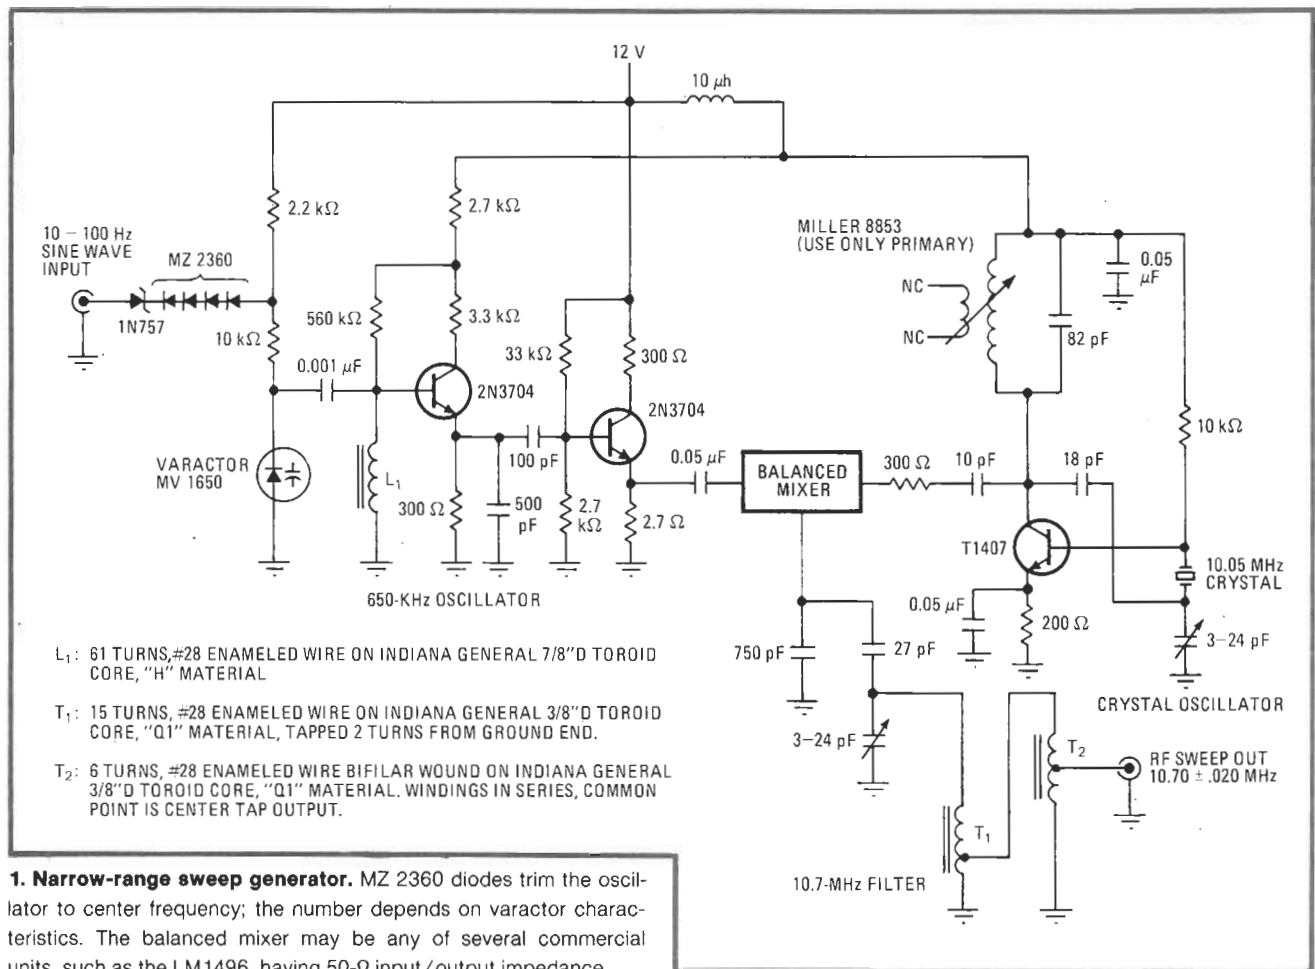 12 V
10 µh
2.2 kΩ
2.7 kΩ
10 – 100 Hz
SINE WAVE
INPUT
MZ 2360
1N757
10 kΩ
560 kΩ
3.3 kΩ
0.001 µF
2N3704
33 kΩ
300 Ω
2N3704
MILLER 8853
(USE ONLY PRIMARY)
NC
NC
82 pF
0.05
µF
10 kΩ
VARACTOR
MV 1650
L1
300 Ω
500
pF
100 pF
2.7
kΩ
2.7 Ω
0.05 µF
BALANCED
MIXER
300 Ω
10 pF
18 pF
T1407
10.05 MHz
CRYSTAL
650-KHz OSCILLATOR
0.05 µF
200 Ω
3–24 pF
750 pF
27 pF
CRYSTAL OSCILLATOR
3–24 pF
T2
RF SWEEP OUT
10.70 ± .020 MHz
T1
10.7-MHz FILTER
L1: 61 TURNS,#28 ENAMELED WIRE ON INDIANA GENERAL 7/8"D TOROID
CORE, "H" MATERIAL
T1: 15 TURNS, #28 ENAMELED WIRE ON INDIANA GENERAL 3/8"D TOROID
CORE, "Q1" MATERIAL, TAPPED 2 TURNS FROM GROUND END.
T2: 6 TURNS, #28 ENAMELED WIRE BIFILAR WOUND ON INDIANA GENERAL
3/8"D TOROID CORE, "Q1" MATERIAL. WINDINGS IN SERIES, COMMON
POINT IS CENTER TAP OUTPUT.
1. Narrow-range sweep generator. MZ 2360 diodes trim the oscil-
lator to center frequency; the number depends on varactor charac-
teristics. The balanced mixer may be any of several commercial
units, such as the LM1496, having 50-Ω input/output impedance.